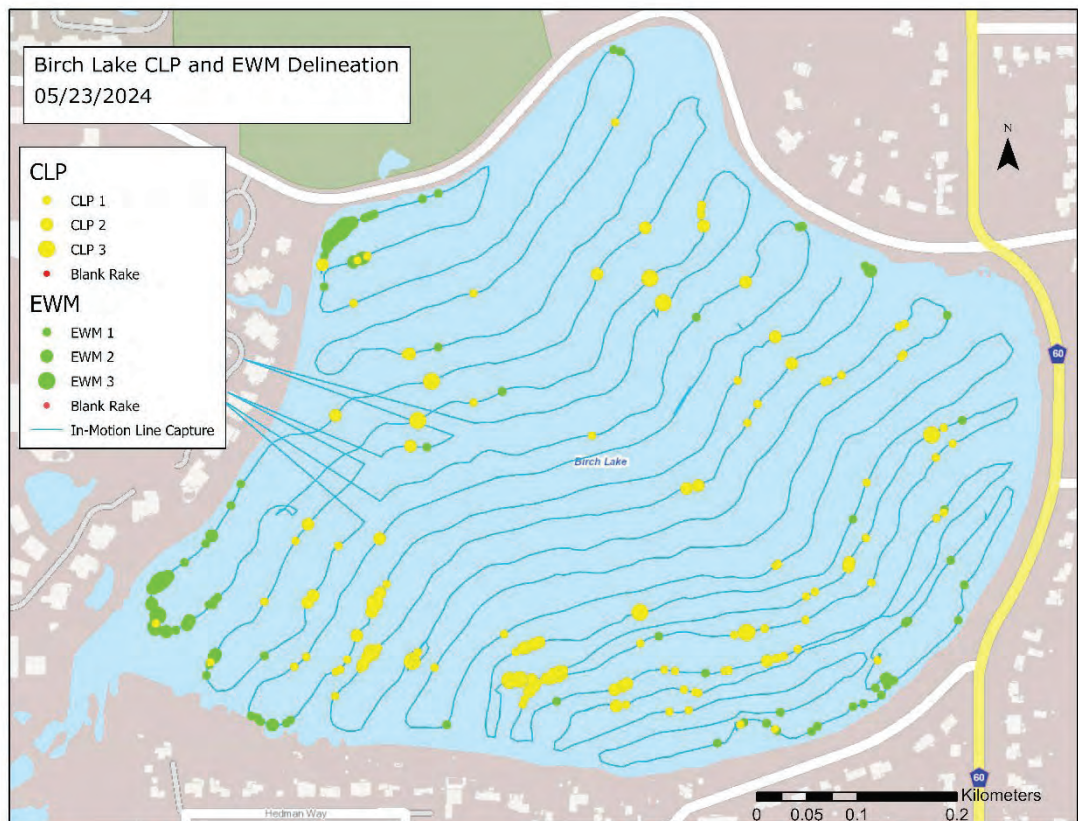 Birch Lake CLP and EWM Delineation
05/23/2024
N
CLP
CLP 1
CLP 2
CLP 3
Blank Rake
EWM
EWM 1
EWM 2
EWM 3
Blank Rake
In-Motion Line Capture
60
Birch Lake
60
Hedman Way
Kilometers
0 0.05 0.1 0.2